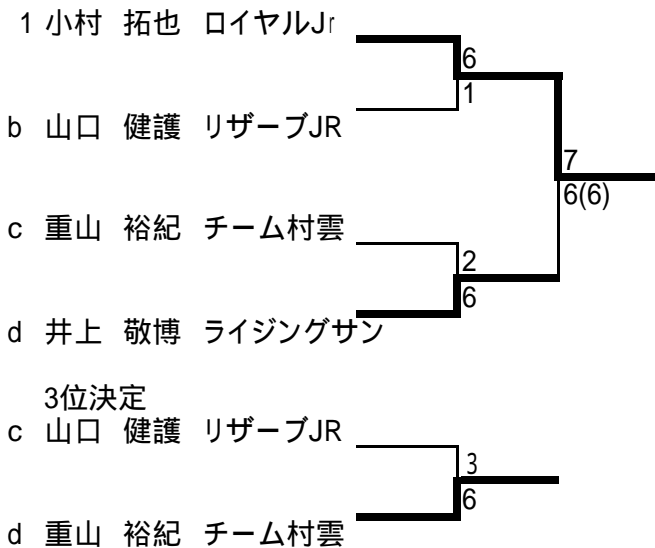 1 小村 拓也 ロイヤルJr
6
1
b 山口 健護 リザーブJR
7
6(6)
c 重山 裕紀 チーム村雲
2
6
d 井上 敬博 ライジングサン
3位決定
c 山口 健護 リザーブJR
3
6
d 重山 裕紀 チーム村雲